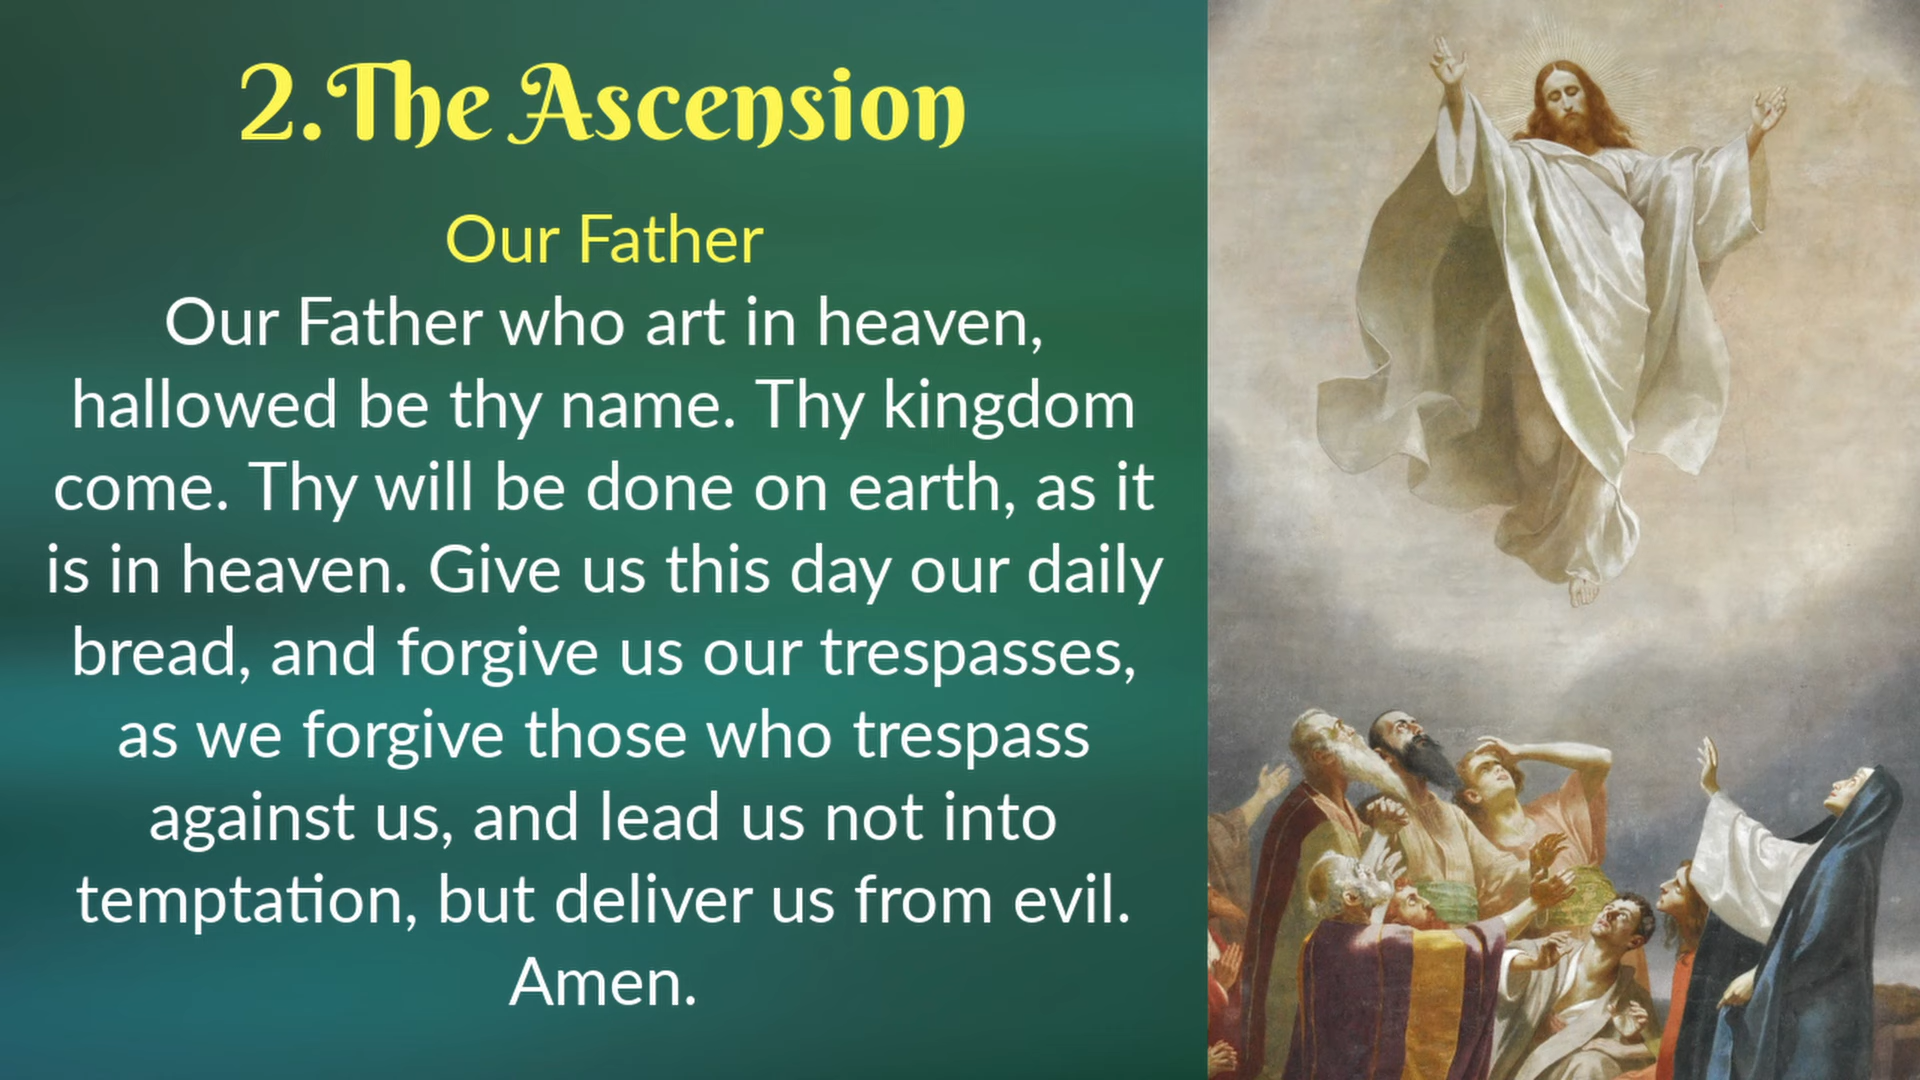 2.The Ascension
Our Father
Our Father who art in heaven,
hallowed be thy name. Thy kingdom
come. Thy will be done on earth, as it
is in heaven. Give us this day our daily
bread, and forgive us our trespasses,
as we forgive those who trespass
against us, and lead us not into
temptation, but deliver us from evil.
Amen.